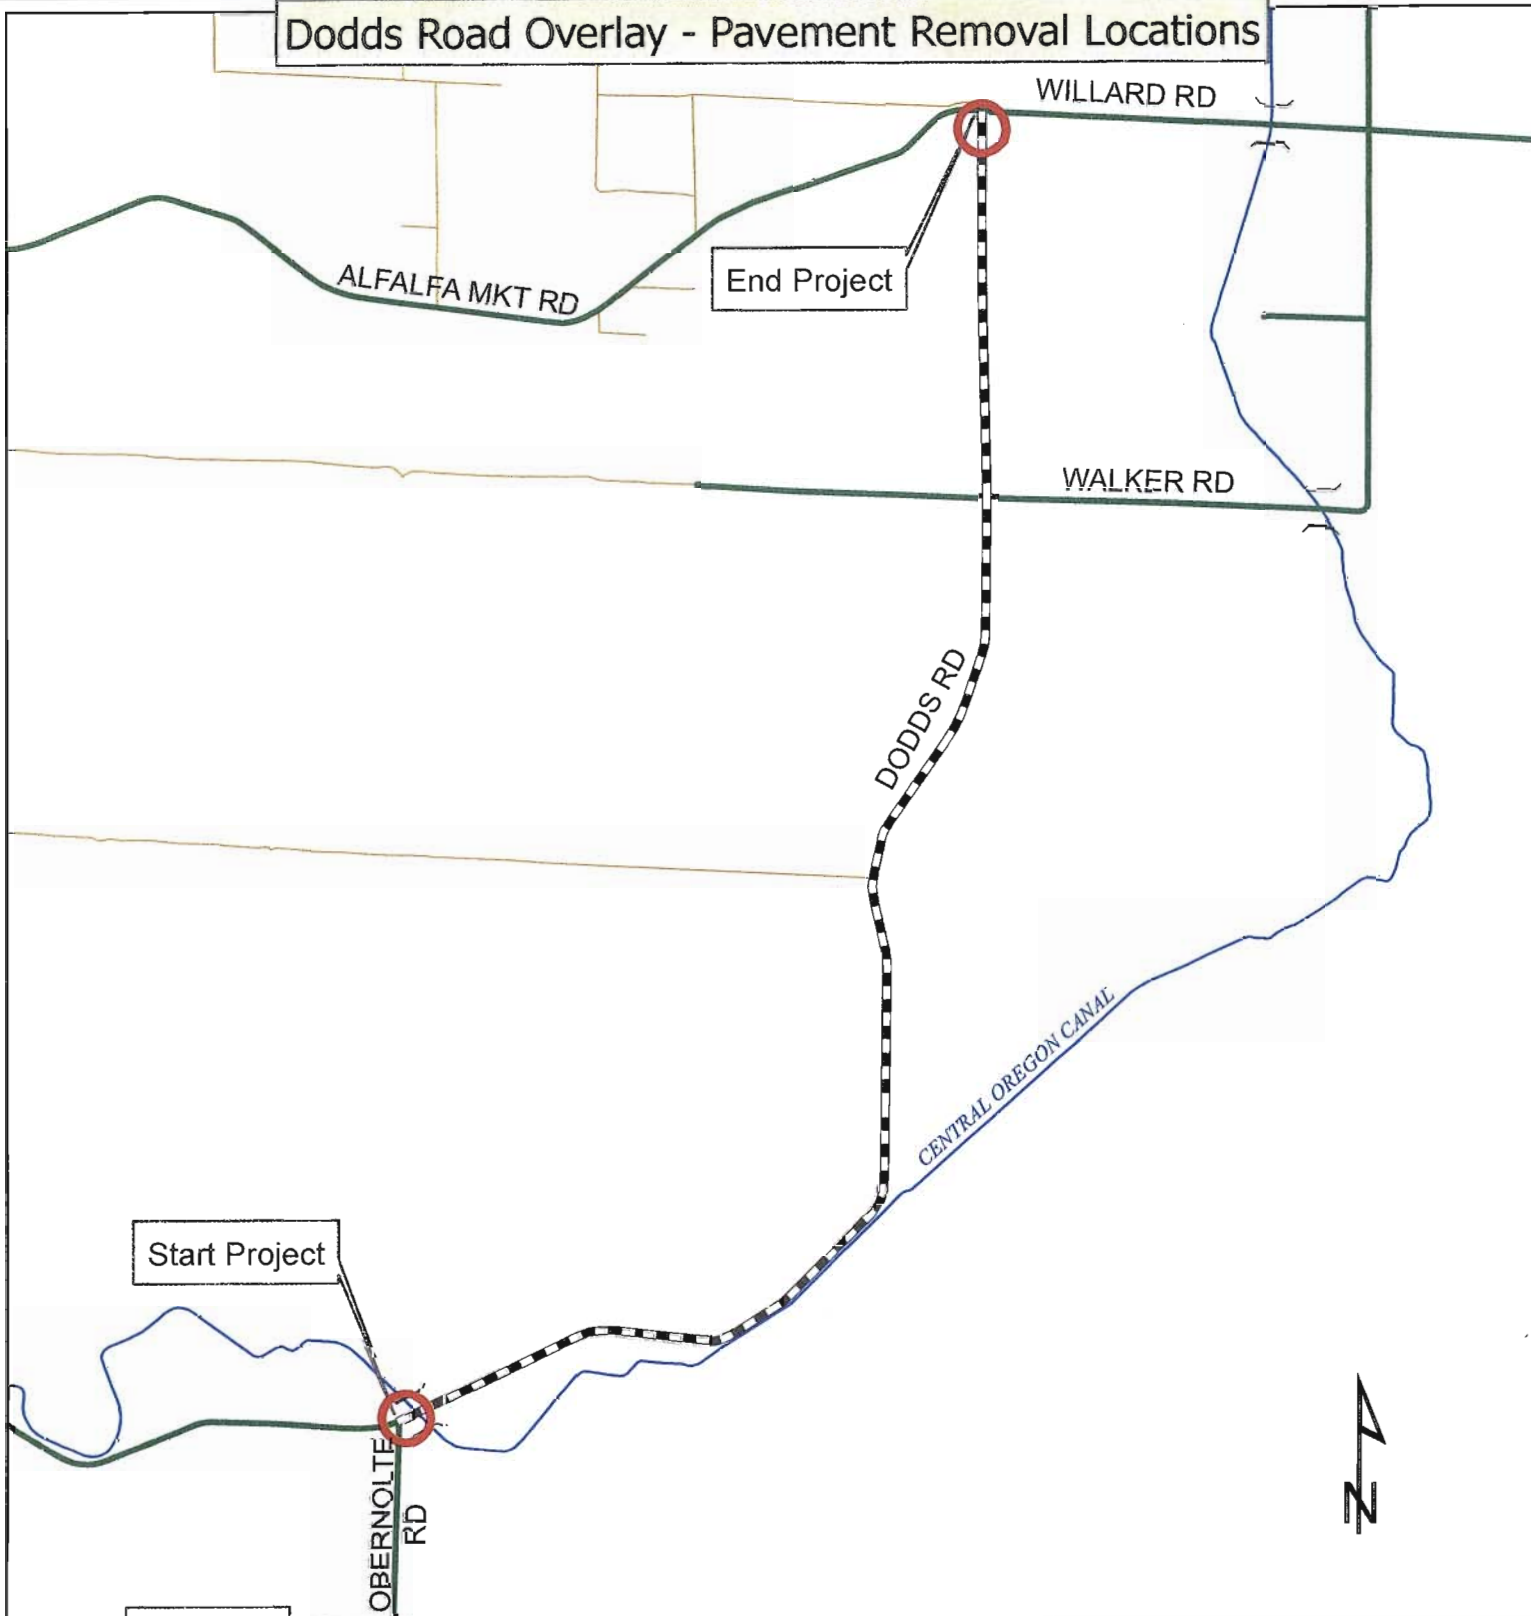 Dodds Road Overlay - Pavement Removal Locations
WILLARD RD
End Project
ALFALFA MKT RD
WALKER RD
DODDS RD
CENTRAL OREGON CANAL
Start Project
OBERNOLTE
RD
N